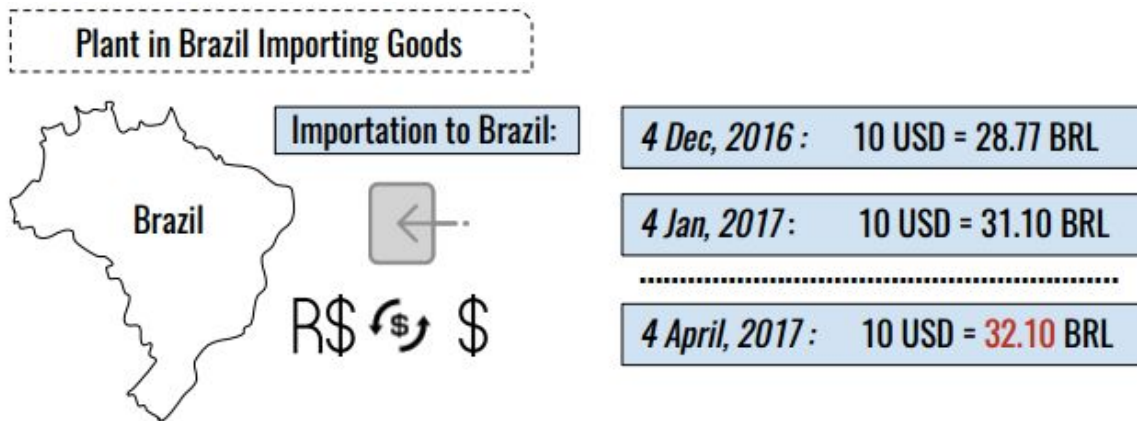 Plant in Brazil Importing Goods
Importation to Brazil:
Brazil
R$ $ $
4 Dec, 2016 : 10 USD = 28.77 BRL
4 Jan, 2017 : 10 USD = 31.10 BRL
4 April, 2017 : 10 USD = 32.10 BRL